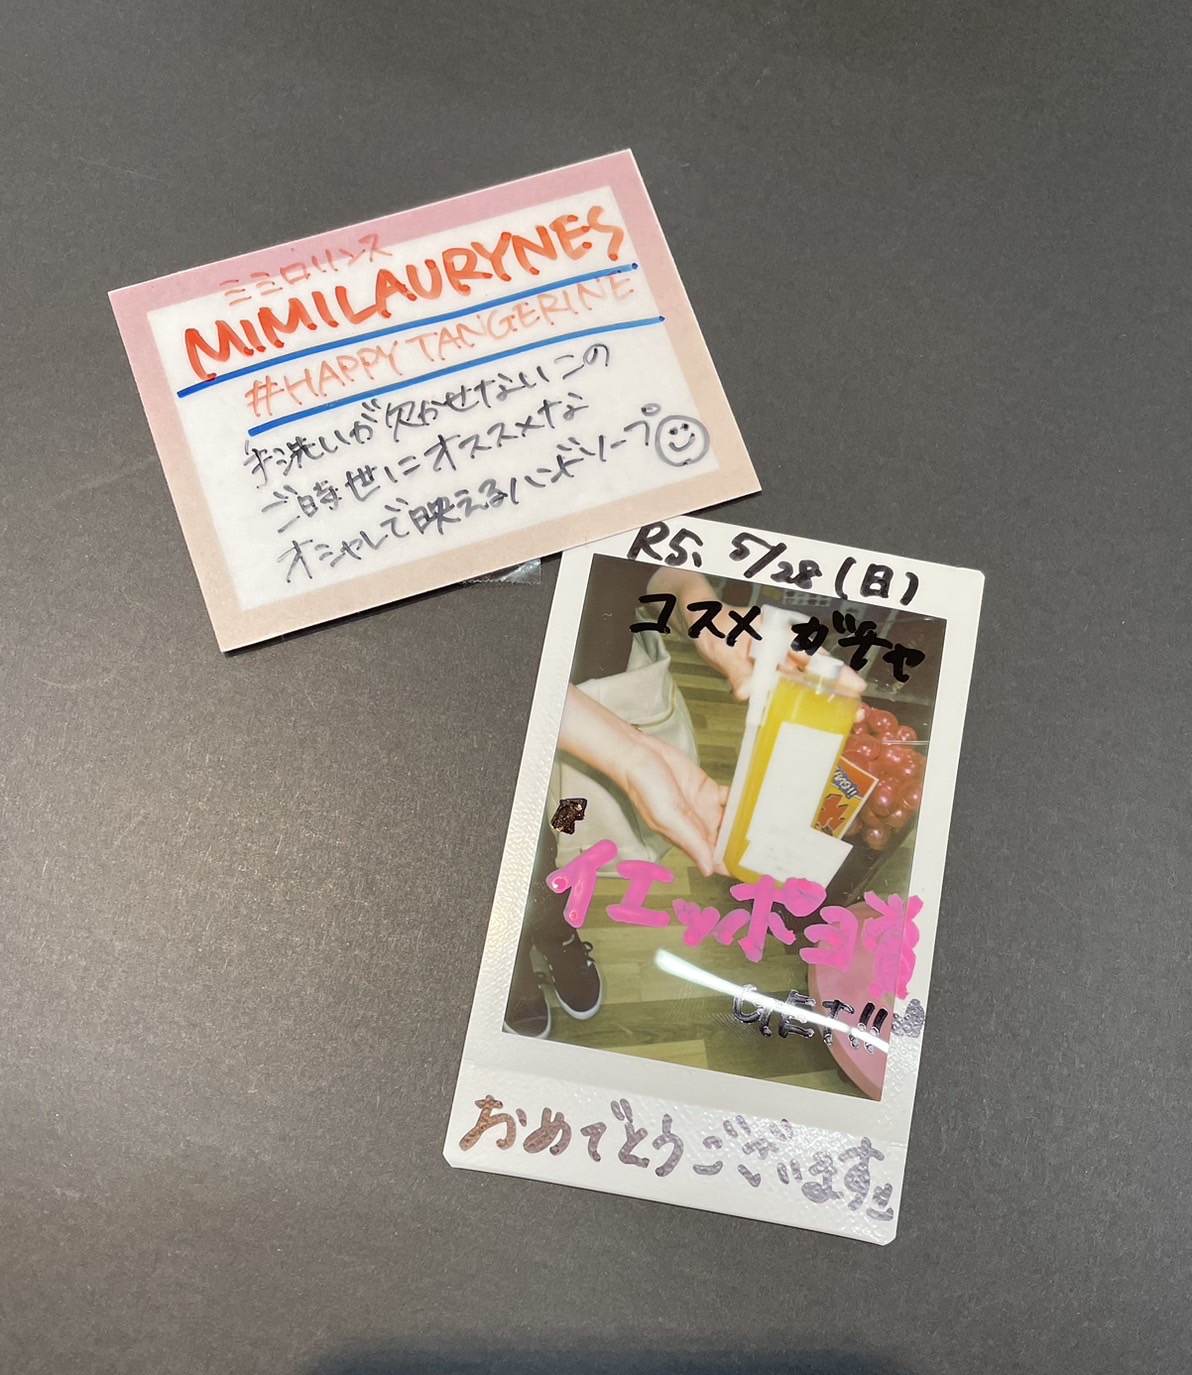 ミミロリンス
MIMILAURYNES
#HAPPY TANGERINE
手洗いが欠かせないこの
ご時世にオススメな
オシャレで映えるハンドソープ
R5. 5/28(日)
コスメ ガチャ
イエッポヨ賞
GET!!
おめでとうございます!!